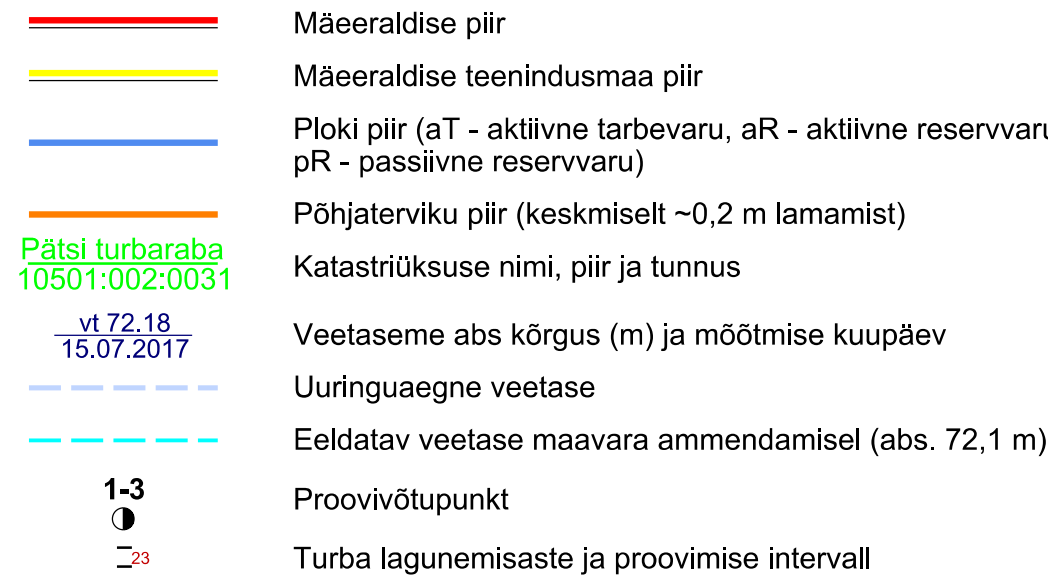 Mäeeraldise piir
Mäeeraldise teenindusmaa piir
Ploki piir (aT - aktiivne tarbevaru, aR - aktiivne reservvaru
pR - passiivne reservvaru)
Põhjaterviku piir (keskmiselt ~0,2 m lamamist)
Pätsi turbaraba
10501:002:0031
Katastriüksuse nimi, piir ja tunnus
vt 72.18
15.07.2017
Veetaseme abs kõrgus (m) ja mõõtmise kuupäev
Uuringuaegne veetase
Eeldatav veetase maavara ammendamisel (abs. 72,1 m)
1-3
Proovivõtupunkt
23
Turba lagunemisaste ja proovimise intervall